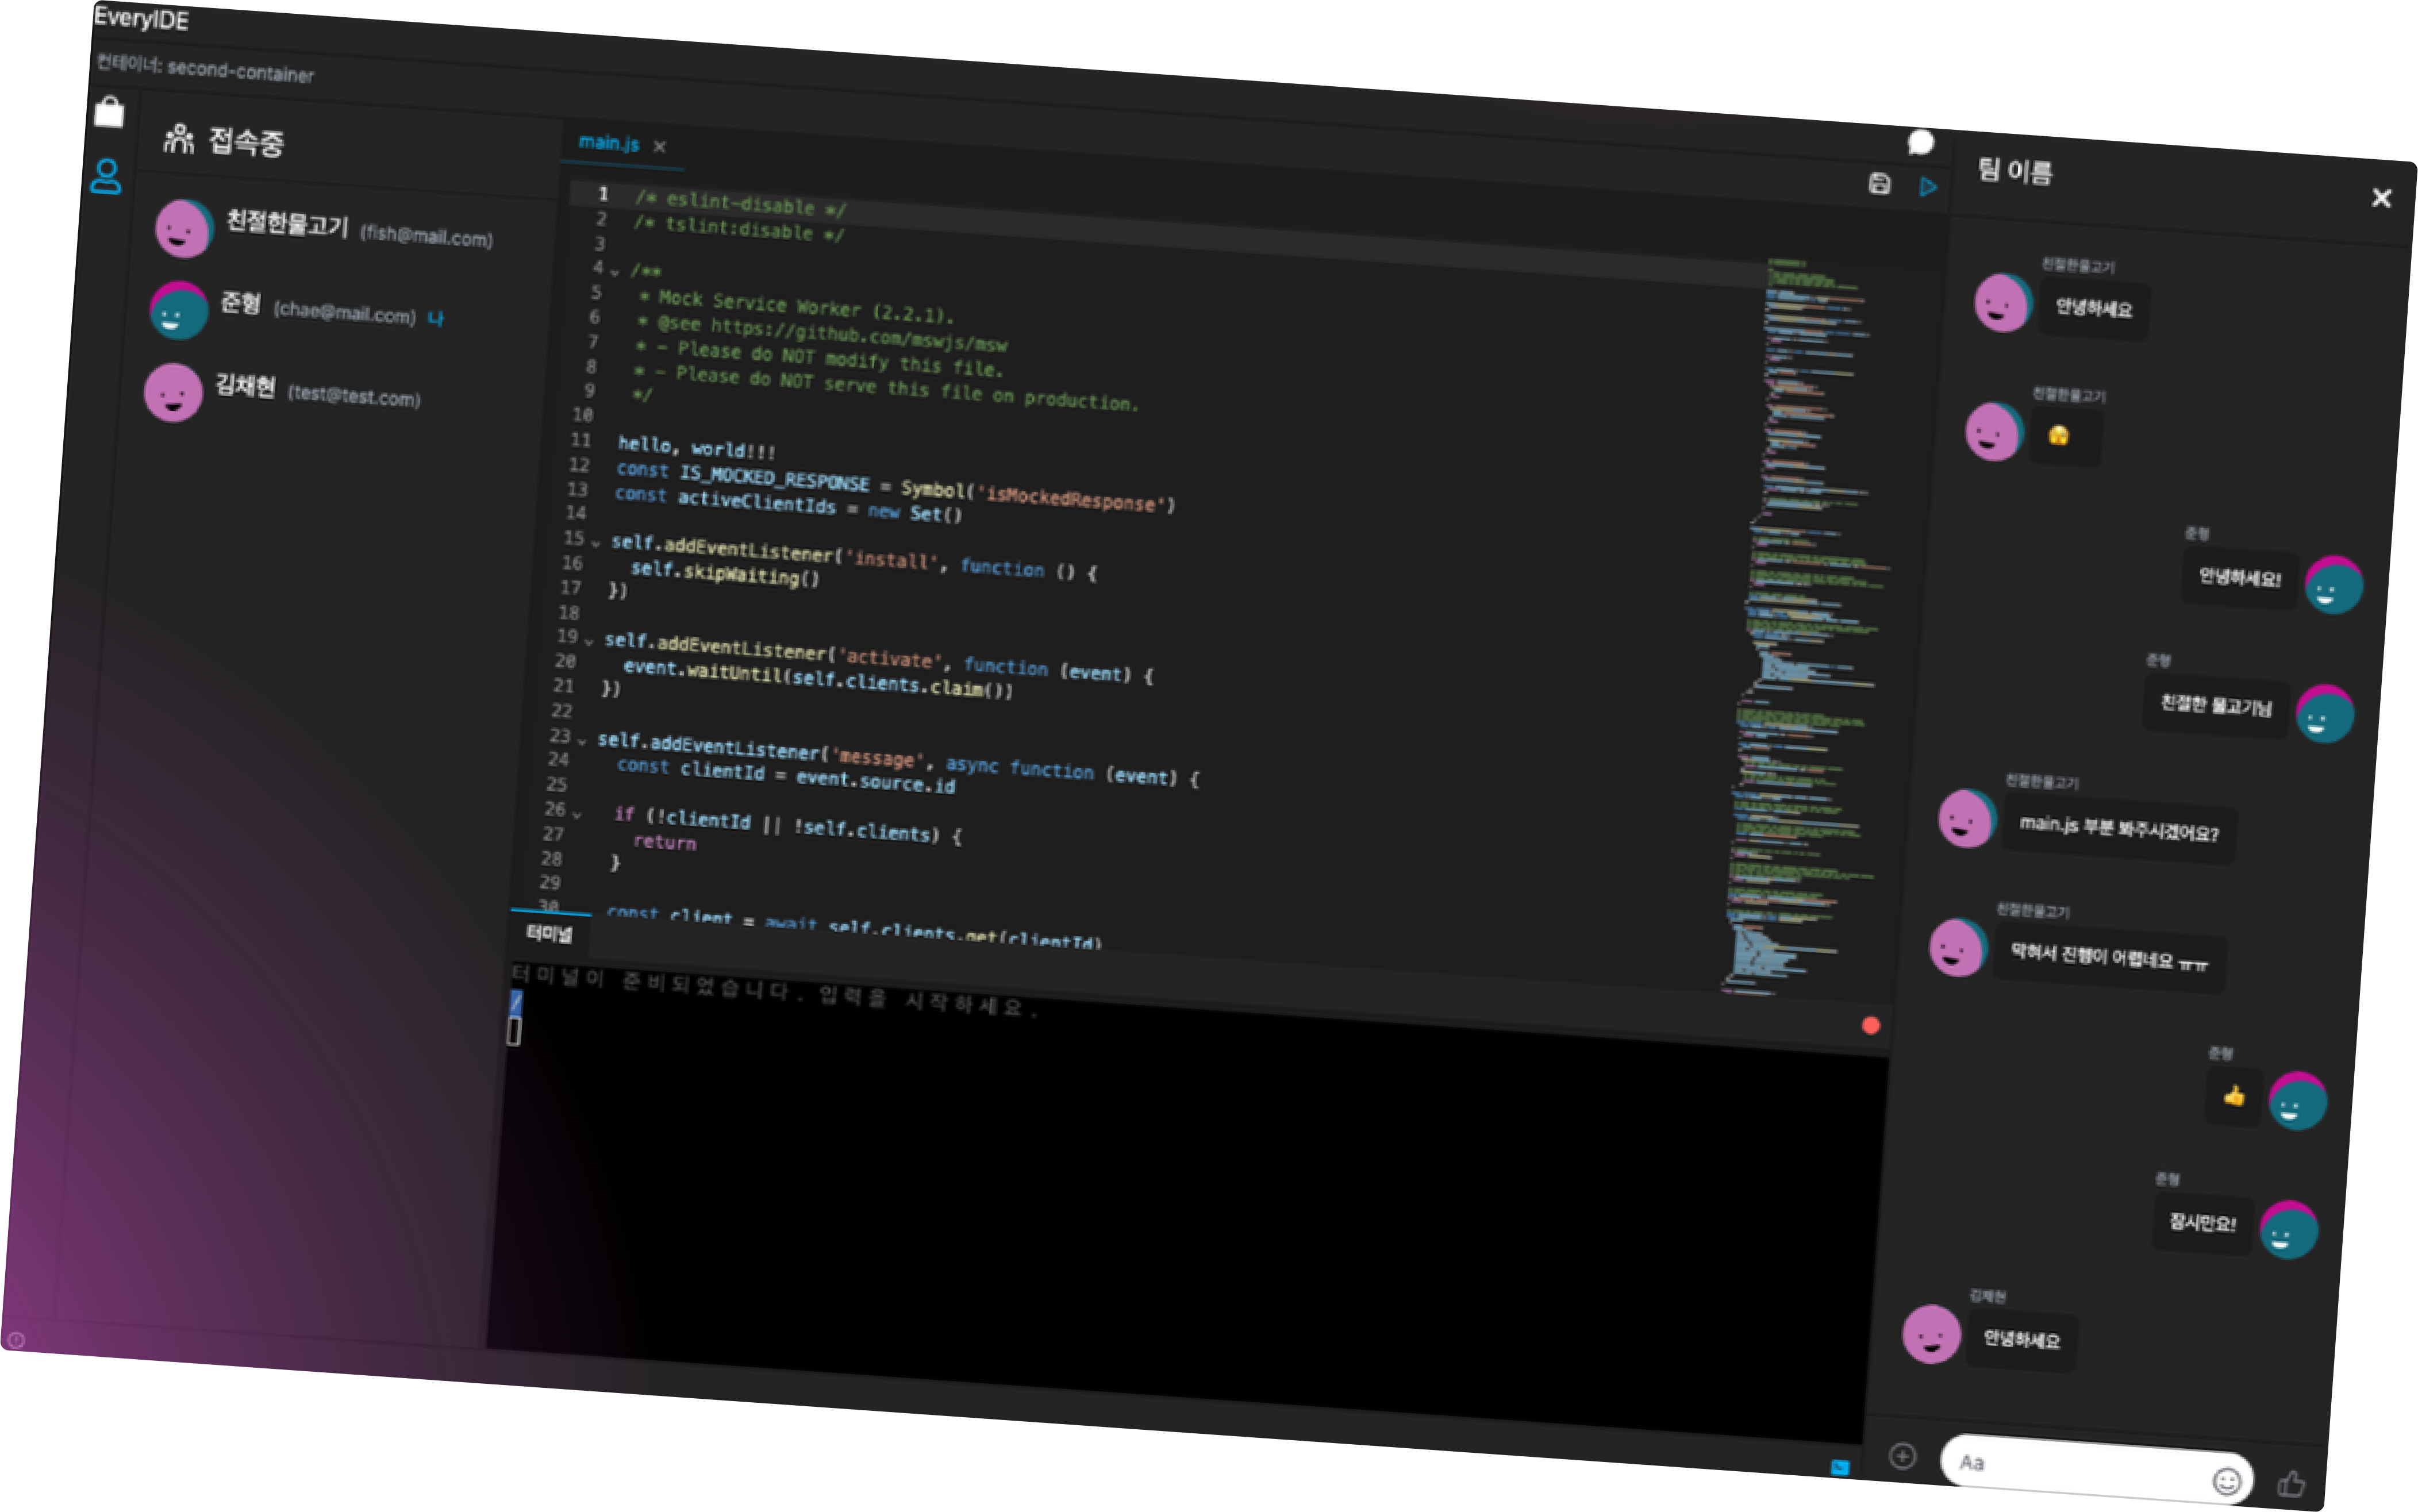 EveryIDE
컨테이너: second-container
접속중
친절한물고기 (fish@mail.com)
준형 (chae@mail.com) 나
김채현 (test@test.com)
main.js
1 /* eslint-disable */
2 /* tslint:disable */
3
4 /**
5 * Mock Service Worker (2.2.1).
6 * @see https://github.com/mswjs/msw
7 * - Please do NOT modify this file.
8 * - Please do NOT serve this file on production.
9 */
10
11 hello, world!!!
12 const IS_MOCKED_RESPONSE = Symbol('isMockedResponse')
13 const activeClientIds = new Set()
14
15 self.addEventListener('install', function () {
16 self.skipWaiting()
17 })
18
19 self.addEventListener('activate', function (event) {
20 event.waitUntil(self.clients.claim())
21 })
22
23 self.addEventListener('message', async function (event) {
24 const clientId = event.source.id
25
26 if (!clientId || !self.clients) {
27 return
28 }
29
30 const client = await self.clients.get(clientId)
터미널
터미널이 준비되었습니다. 입력을 시작하세요.
/
팀 이름
친절한물고기
안녕하세요
친절한물고기
준형
안녕하세요!
준형
친절한 물고기님
친절한물고기
main.js 부분 봐주시겠어요?
친절한물고기
막혀서 진행이 어렵네요 ㅠㅠ
준형
준형
잠시만요!
김채현
안녕하세요
Aa